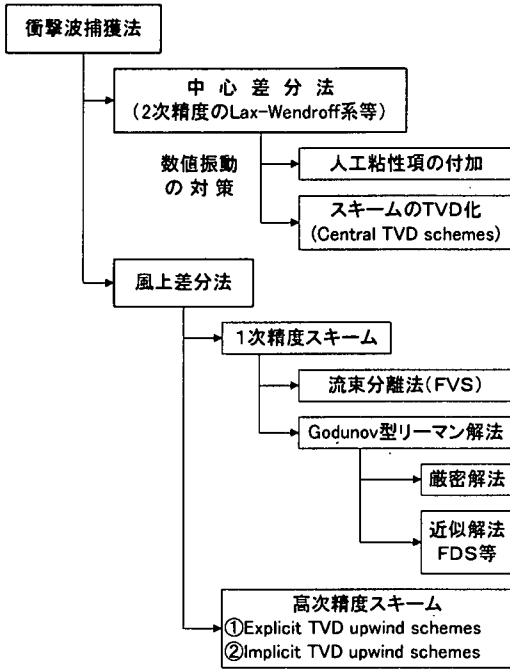 衝撃波捕獲法
中心差分法
(2次精度のLax-Wendroff系等)
数値振動
の対策
人工粘性項の付加
スキームのTVD化
(Central TVD schemes)
風上差分法
1次精度スキーム
流束分離法(FVS)
Godunov型リーマン解法
厳密解法
近似解法
FDS等
高次精度スキーム
①Explicit TVD upwind schemes
②Implicit TVD upwind schemes